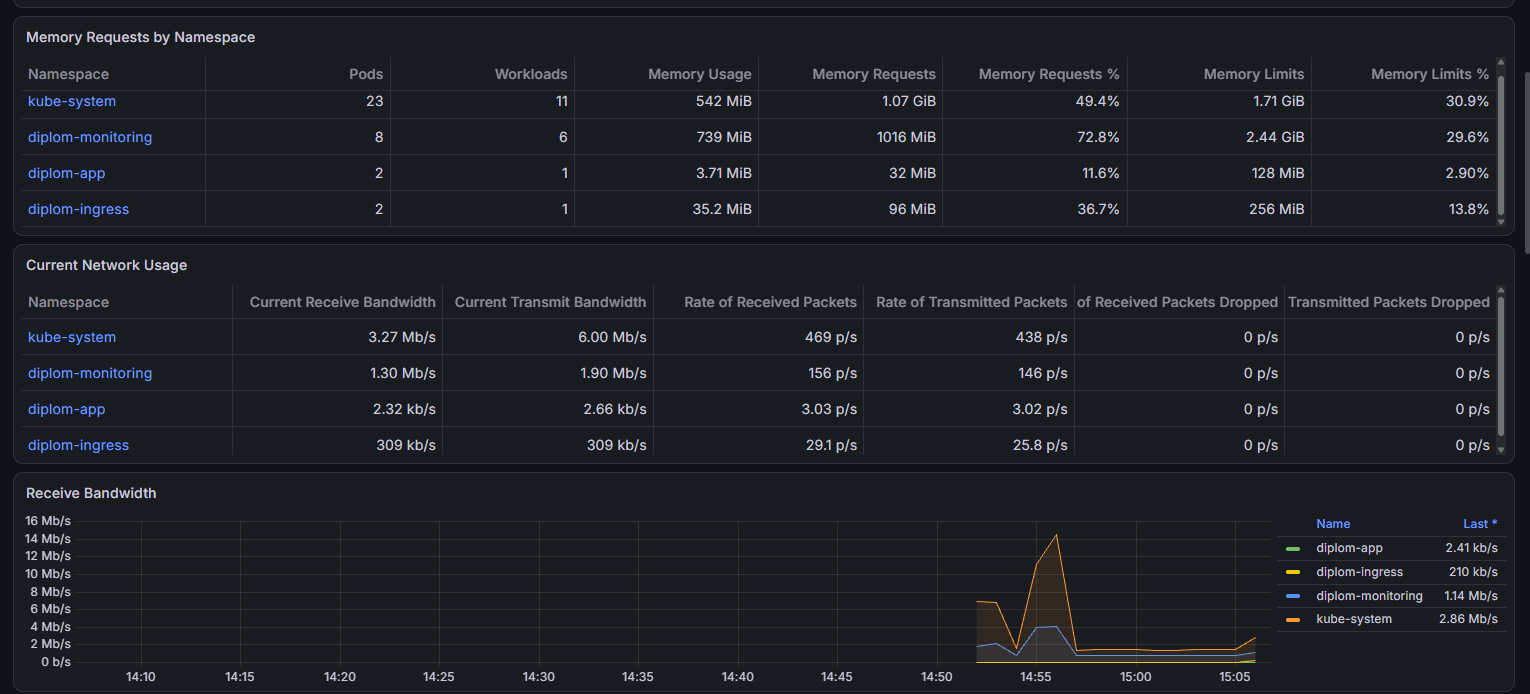 Memory Requests by Namespace
Namespace Pods Workloads Memory Usage Memory Requests Memory Requests % Memory Limits Memory Limits %
kube-system 23 11 542 MiB 1.07 GiB 49.4% 1.71 GiB 30.9%
diplom-monitoring 8 6 739 MiB 1016 MiB 72.8% 2.44 GiB 29.6%
diplom-app 2 1 3.71 MiB 32 MiB 11.6% 128 MiB 2.90%
diplom-ingress 2 1 35.2 MiB 96 MiB 36.7% 256 MiB 13.8%
Current Network Usage
Namespace Current Receive Bandwidth Current Transmit Bandwidth Rate of Received Packets Rate of Transmitted Packets of Received Packets Dropped Transmitted Packets Dropped
kube-system 3.27 Mb/s 6.00 Mb/s 469 p/s 438 p/s 0 p/s 0 p/s
diplom-monitoring 1.30 Mb/s 1.90 Mb/s 156 p/s 146 p/s 0 p/s 0 p/s
diplom-app 2.32 kb/s 2.66 kb/s 3.03 p/s 3.02 p/s 0 p/s 0 p/s
diplom-ingress 309 kb/s 309 kb/s 29.1 p/s 25.8 p/s 0 p/s 0 p/s
Receive Bandwidth
16 Mb/s
14 Mb/s
12 Mb/s
10 Mb/s
8 Mb/s
6 Mb/s
4 Mb/s
2 Mb/s
0 b/s
14:10 14:15 14:20 14:25 14:30 14:35 14:40 14:45 14:50 14:55 15:00 15:05
Name Last *
diplom-app 2.41 kb/s
diplom-ingress 210 kb/s
diplom-monitoring 1.14 Mb/s
kube-system 2.86 Mb/s